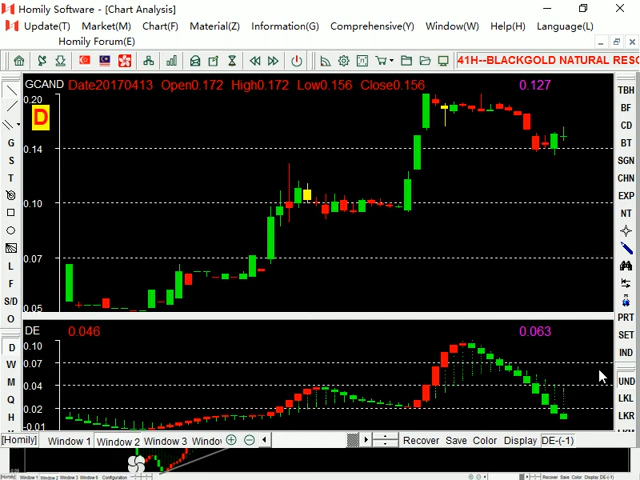 Homily Software - [Chart Analysis]
Update(T) Market(M) Chart(F) Material(Z) Information(G) Comprehensive(Y) Window(W) Help(H) Language(L)
Homily Forum(E)
41H--BLACKGOLD NATURAL RESO
GCAND Date20170413 Open0.172 High0.172 Low0.156 Close0.156 0.127
D
0.20
0.14
0.10
0.07
0.05
DE 0.046 0.063
0.10
0.07
0.04
0.02
-0.01
G
S
T
L
F
S/D
O
D
W
M
Q
H
Y
TBH
BF
CD
BT
SGN
CHN
EXP
NT
PRT
SET
IND
UND
LKL
LKR
[Homily] Window 1 Window 2 Window 3 Recover Save Color Display DE-(-1)